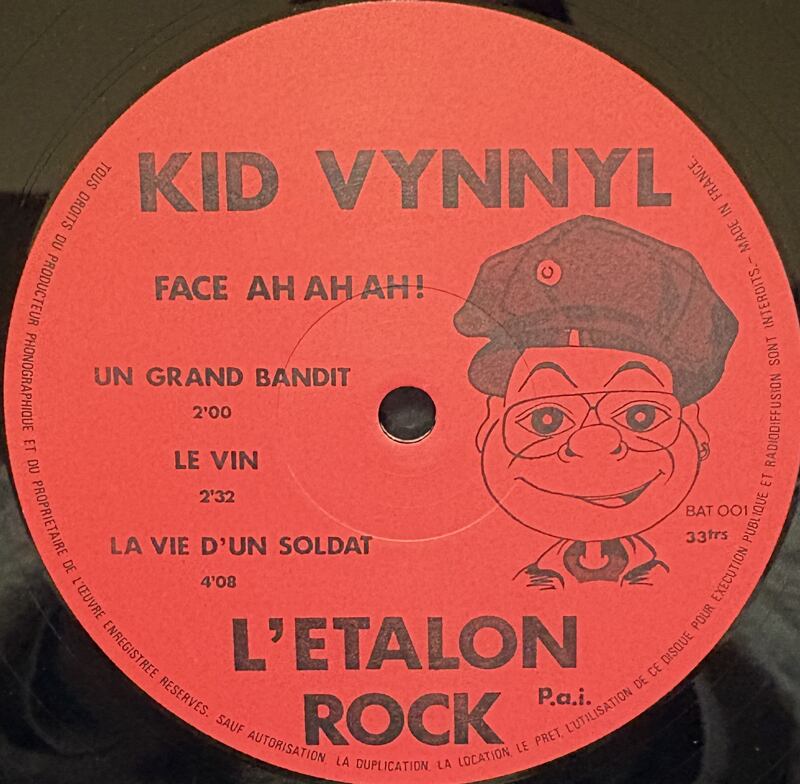 KID VYNNYL
FACE AH AH AH!
UN GRAND BANDIT
2'00
LE VIN
2'32
LA VIE D'UN SOLDAT
4'08
BAT 001
33trs
L'ETALON
ROCK
P.a.i.
TOUS DROITS DU PRODUCTEUR PHONOGRAPHIQUE ET DU PROPRIETAIRE DE L'ŒUVRE ENREGISTREE RESERVES. SAUF AUTORISATION, LA DUPLICATION, LA LOCATION, LE PRET, L'UTILISATION DE CE DISQUE POUR EXECUTION PUBLIQUE ET RADIODIFFUSION SONT INTERDITS.- MADE IN FRANCE.